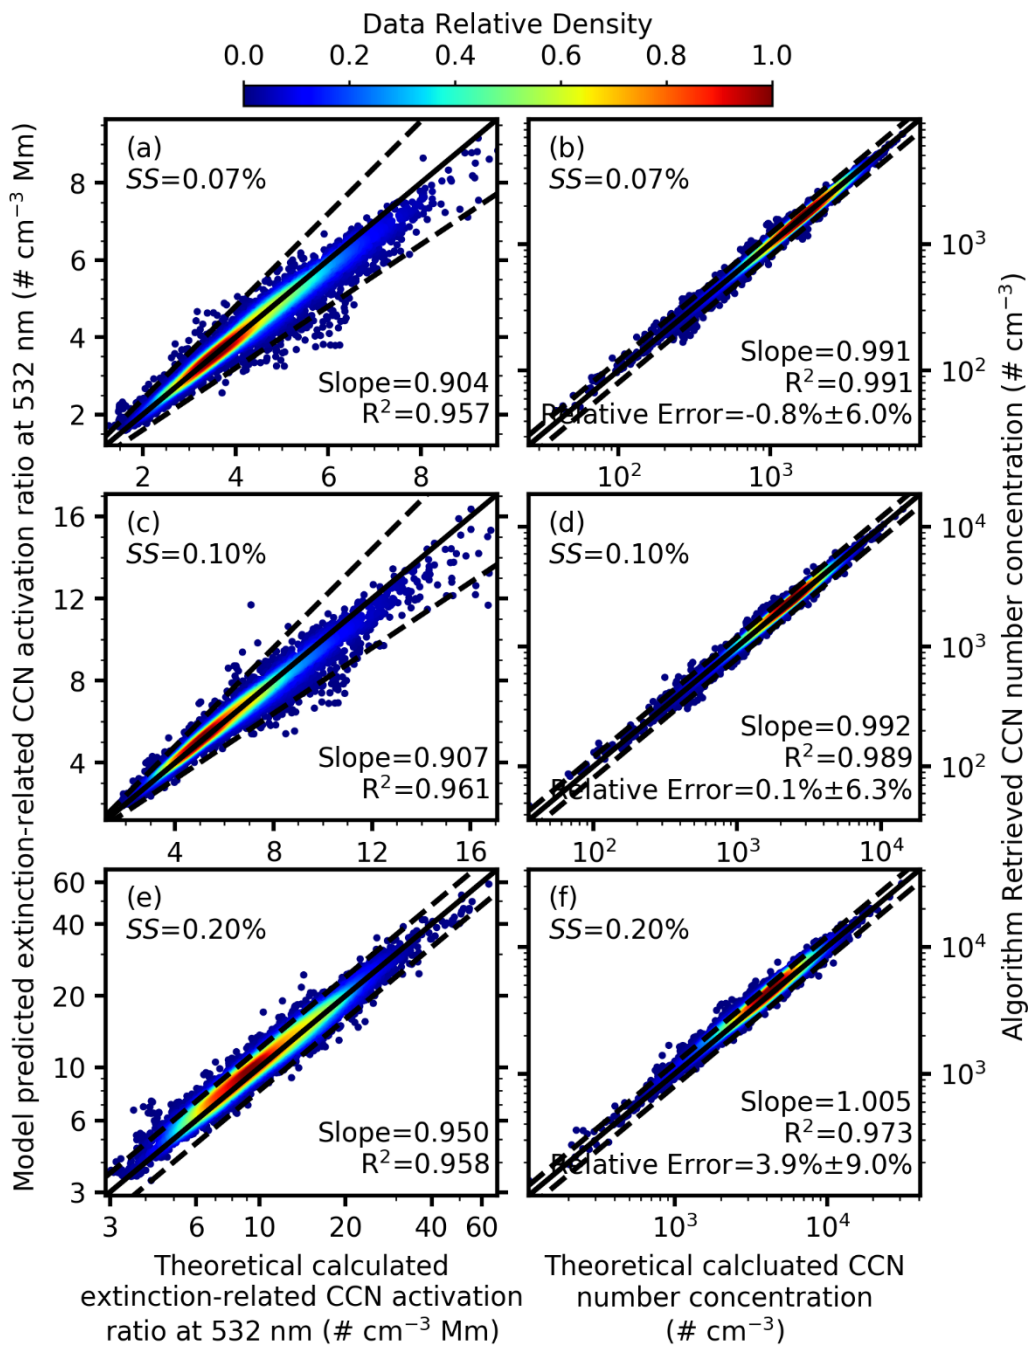 Data Relative Density
0.0 0.2 0.4 0.6 0.8 1.0
Model predicted extinction-related CCN activation ratio at 532 nm (# cm⁻³ Mm)
(a)
SS=0.07%
8
6
4
2
Slope=0.904
R²=0.957
2 4 6 8
(b)
SS=0.07%
10³
10²
Slope=0.991
R²=0.991
Relative Error=-0.8%±6.0%
10² 10³
(c)
SS=0.10%
16
12
8
4
Slope=0.907
R²=0.961
4 8 12 16
(d)
SS=0.10%
10⁴
10³
10²
Slope=0.992
R²=0.989
Relative Error=0.1%±6.3%
10² 10³ 10⁴
(e)
SS=0.20%
60
40
20
10
6
3
Slope=0.950
R²=0.958
3 6 10 20 40 60
(f)
SS=0.20%
10⁴
10³
Slope=1.005
R²=0.973
Relative Error=3.9%±9.0%
10³ 10⁴
Algorithm Retrieved CCN number concentration (# cm⁻³)
Theoretical calculated
extinction-related CCN activation
ratio at 532 nm (# cm⁻³ Mm)
Theoretical calcluated CCN
number concentration
(# cm⁻³)